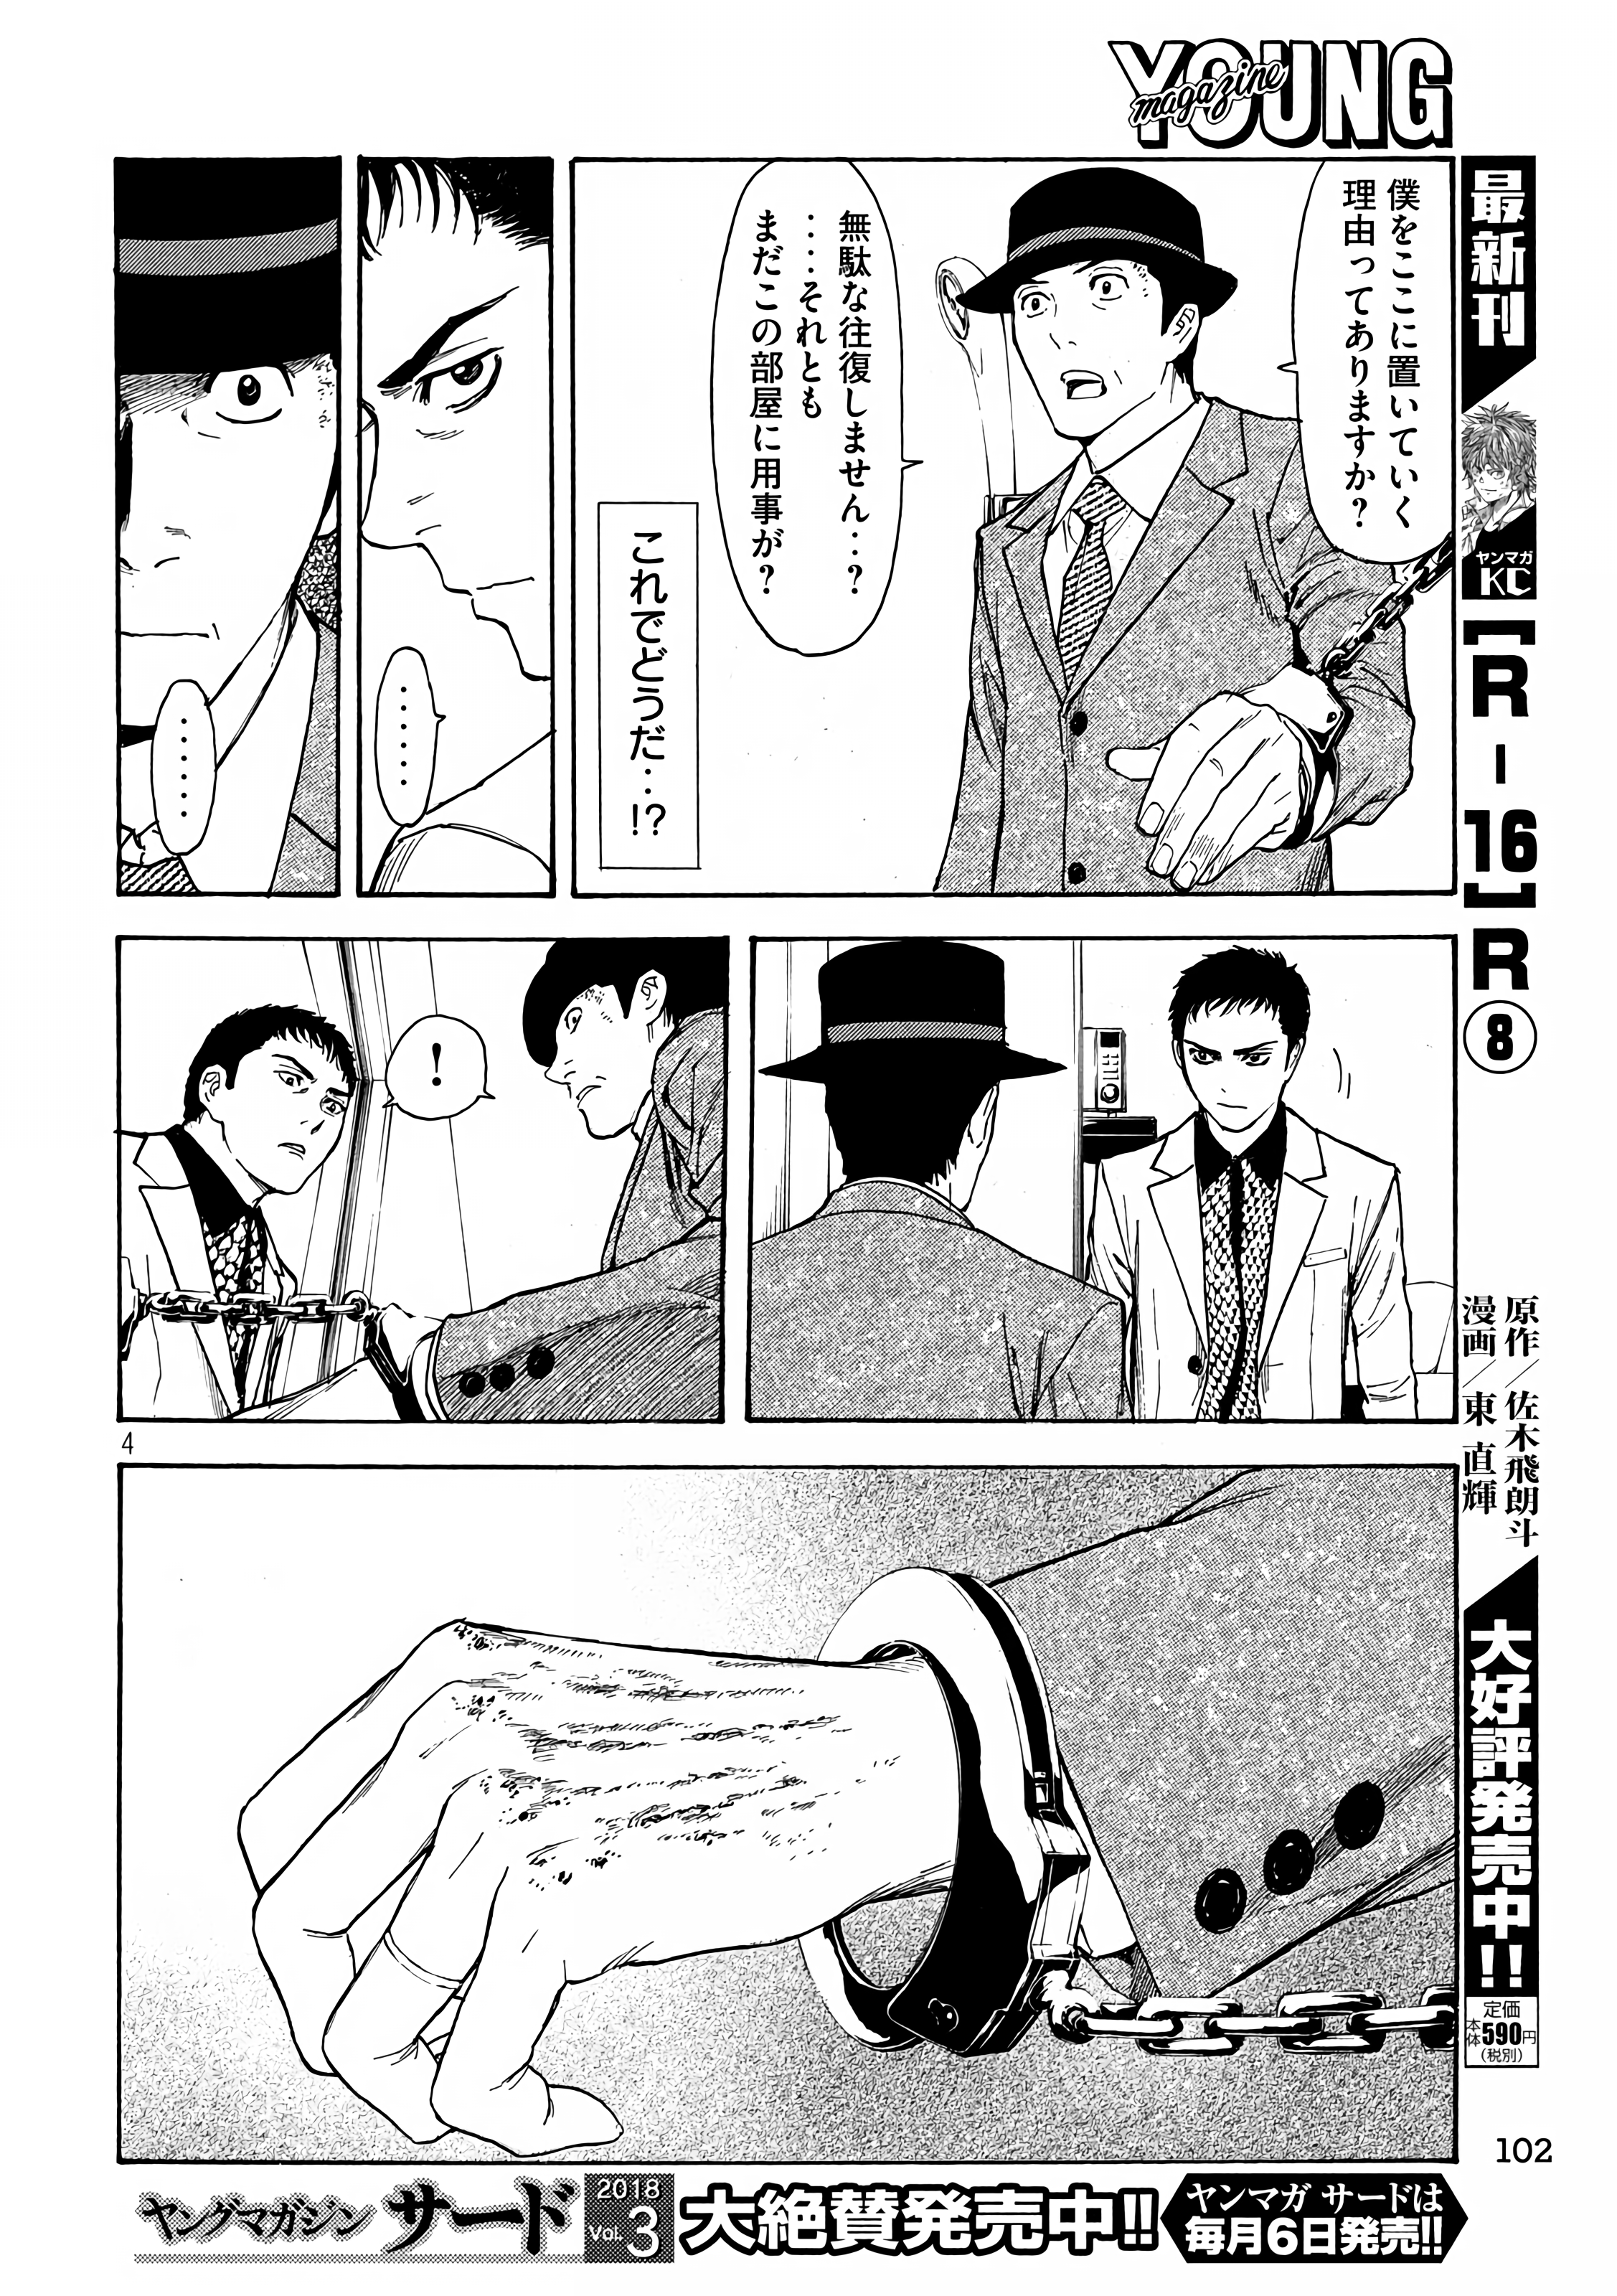 YOUNG
magazine
僕をここに置いていく
理由ってありますか?
無駄な往復しません‥‥?
‥‥それとも
まだこの部屋に用事が?
これでどうだ‥!?
‥‥‥
‥‥‥
!
4
最新刊
ヤンマガ
KC
【R-16】R⑧
原作/佐木飛朗斗
漫画/東直輝
大好評発売中!!
定価
本体590円
(税別)
102
ヤングマガジン サード
2018
Vol.3
大絶賛発売中!!
ヤンマガ サードは
毎月6日発売!!